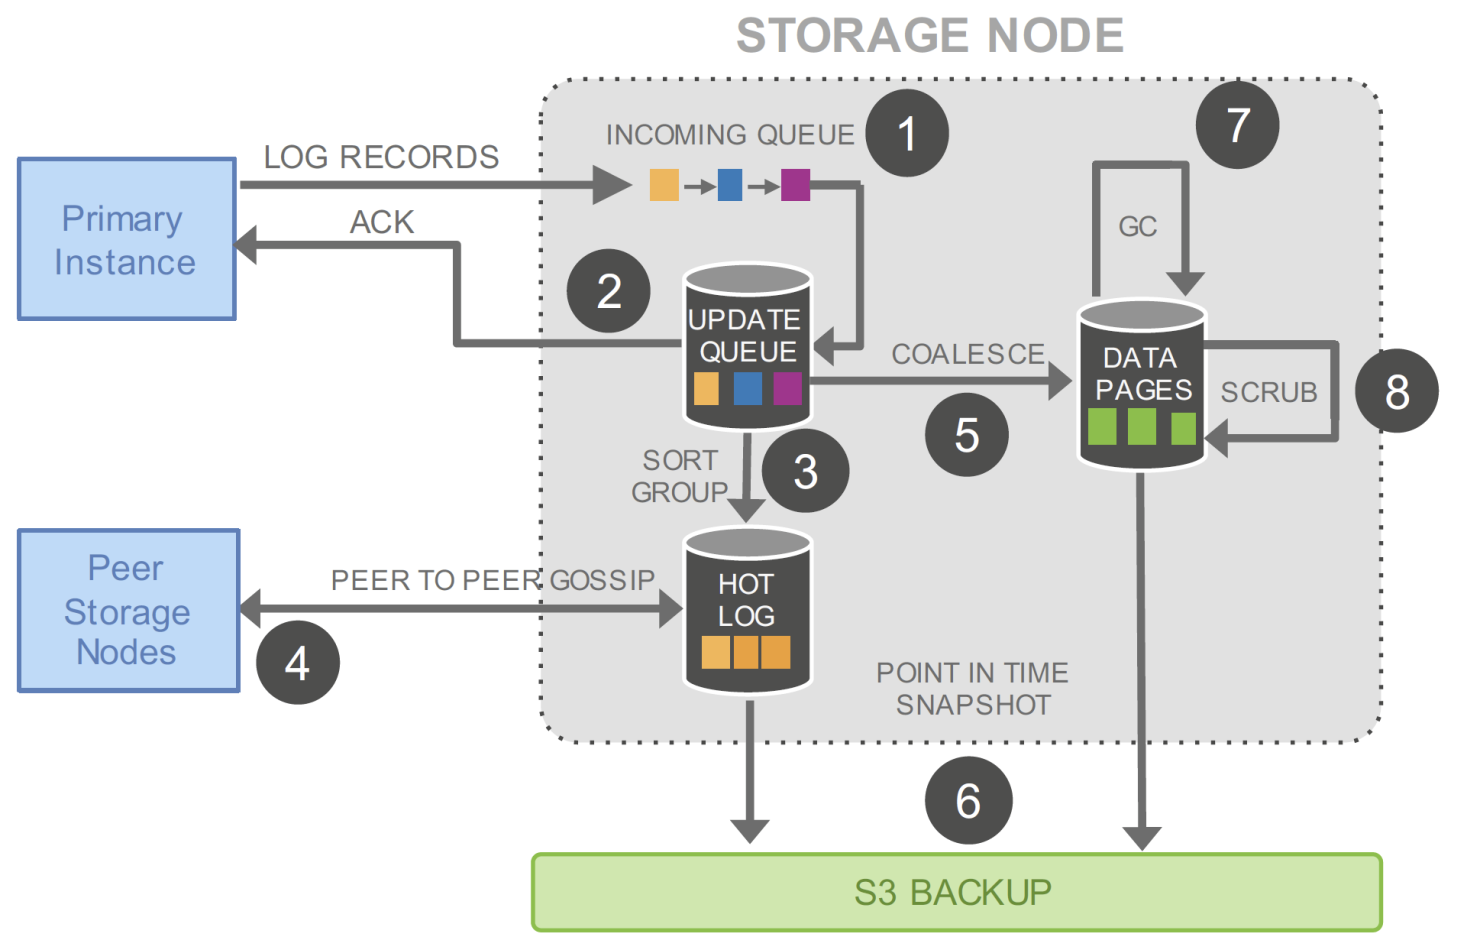 STORAGE NODE
INCOMING QUEUE
1
7
LOG RECORDS
Primary
Instance
ACK
GC
2
UPDATE
QUEUE
COALESCE
5
DATA
PAGES
SCRUB
8
SORT
GROUP
3
Peer
Storage
Nodes
PEER TO PEER GOSSIP
4
HOT
LOG
POINT IN TIME
SNAPSHOT
6
S3 BACKUP